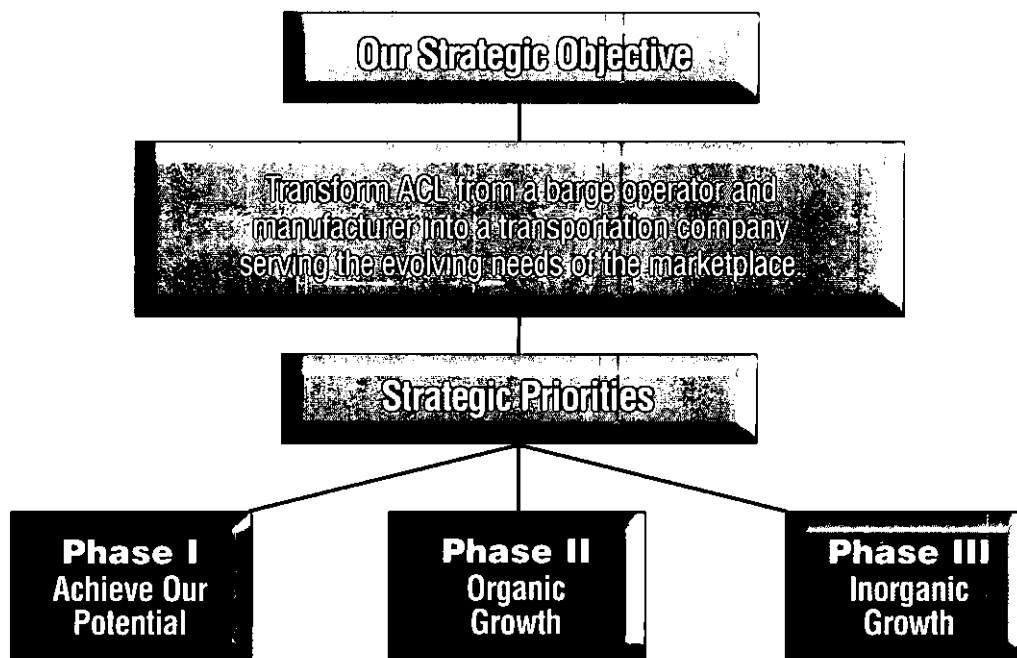 Our Strategic Objective
Transform ACL from a barge operator and
manufacturer into a transportation company
serving the evolving needs of the marketplace
Strategic Priorities
Phase I
Achieve Our
Potential
Phase II
Organic
Growth
Phase III
Inorganic
Growth